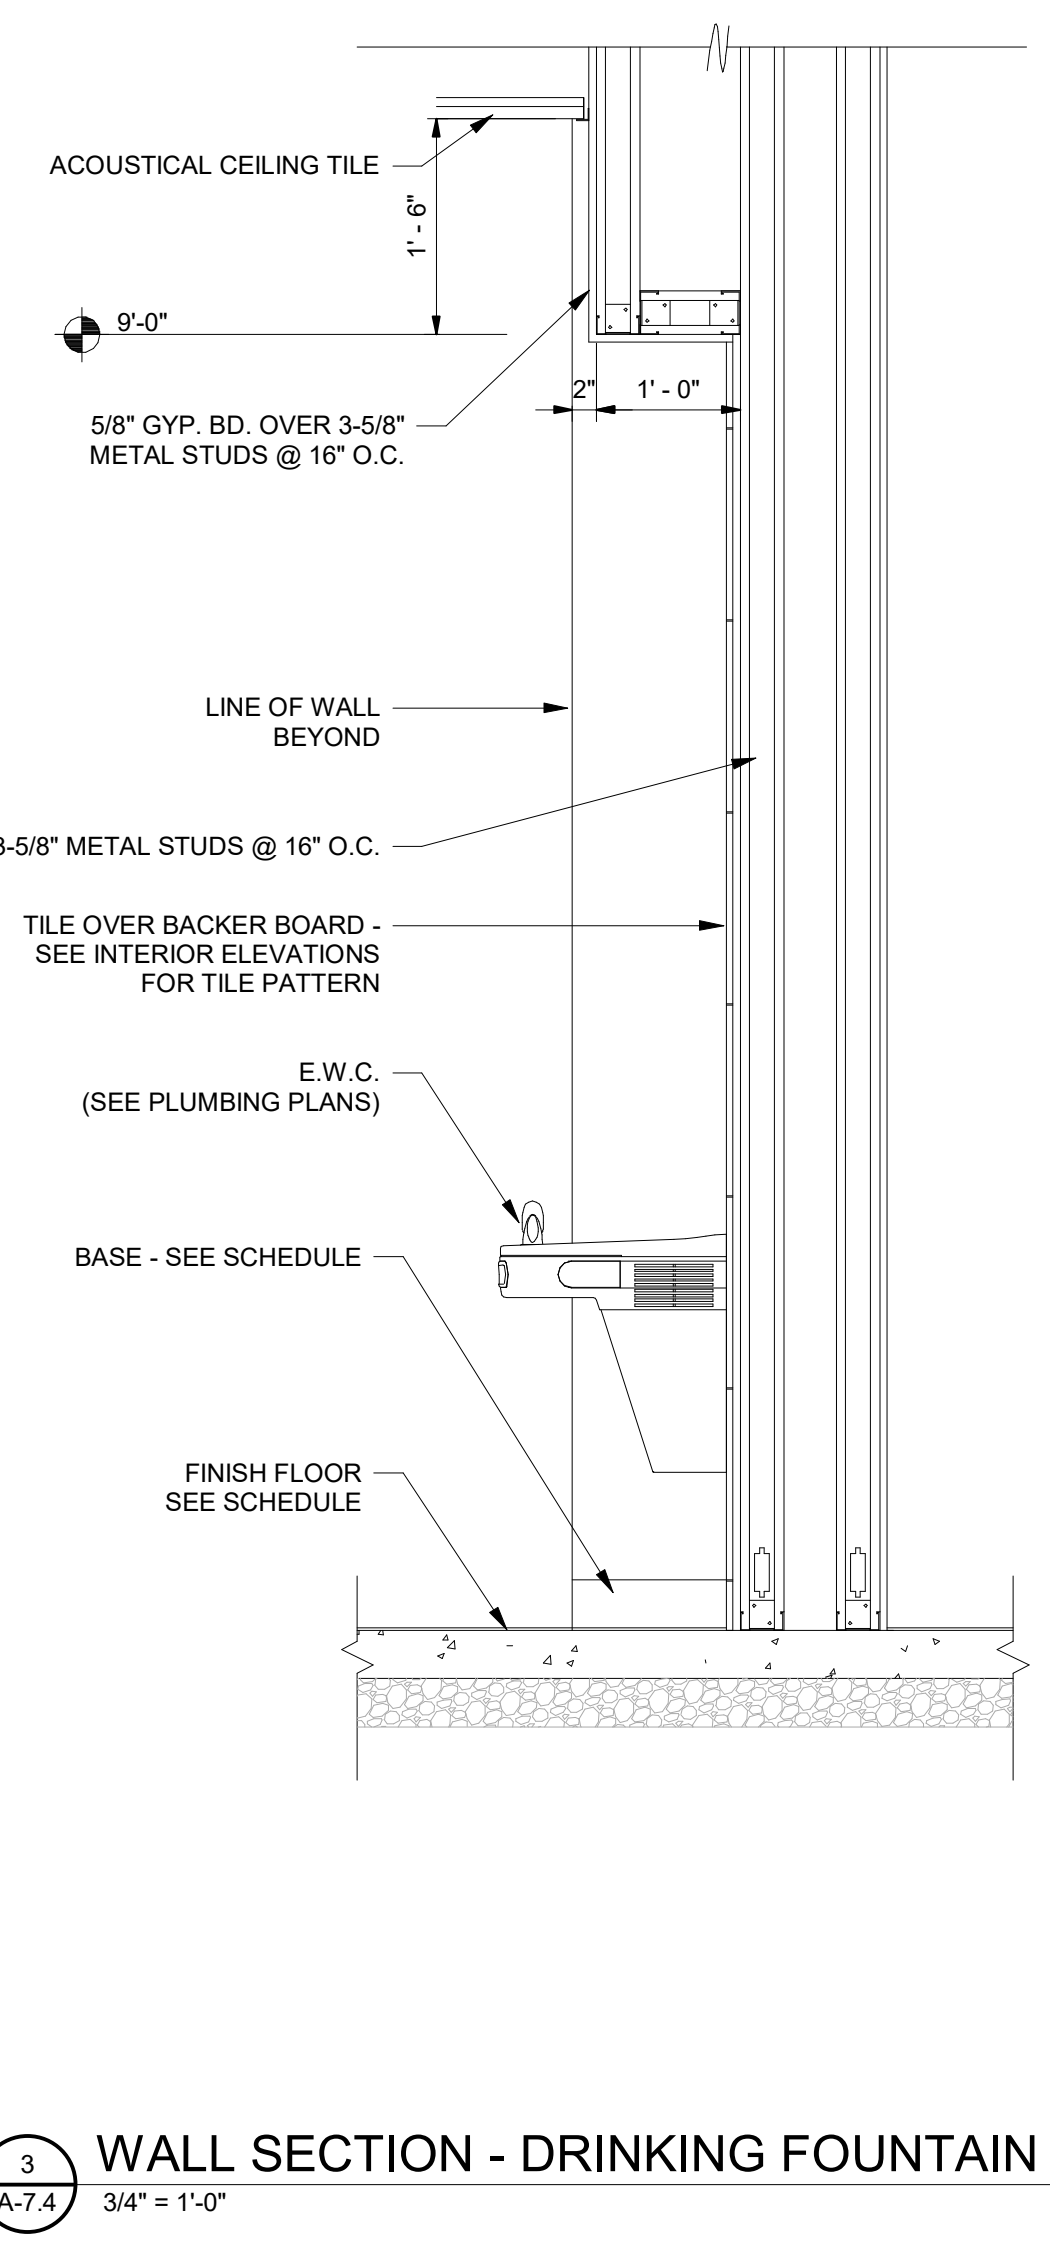 ACOUSTICAL CEILING TILE
1' - 6"
9'-0"
2"
1' - 0"
5/8" GYP. BD. OVER 3-5/8"
METAL STUDS @ 16" O.C.
LINE OF WALL
BEYOND
3-5/8" METAL STUDS @ 16" O.C.
TILE OVER BACKER BOARD -
SEE INTERIOR ELEVATIONS
FOR TILE PATTERN
E.W.C.
(SEE PLUMBING PLANS)
BASE - SEE SCHEDULE
FINISH FLOOR
SEE SCHEDULE
3
A-7.4
WALL SECTION - DRINKING FOUNTAIN
3/4" = 1'-0"